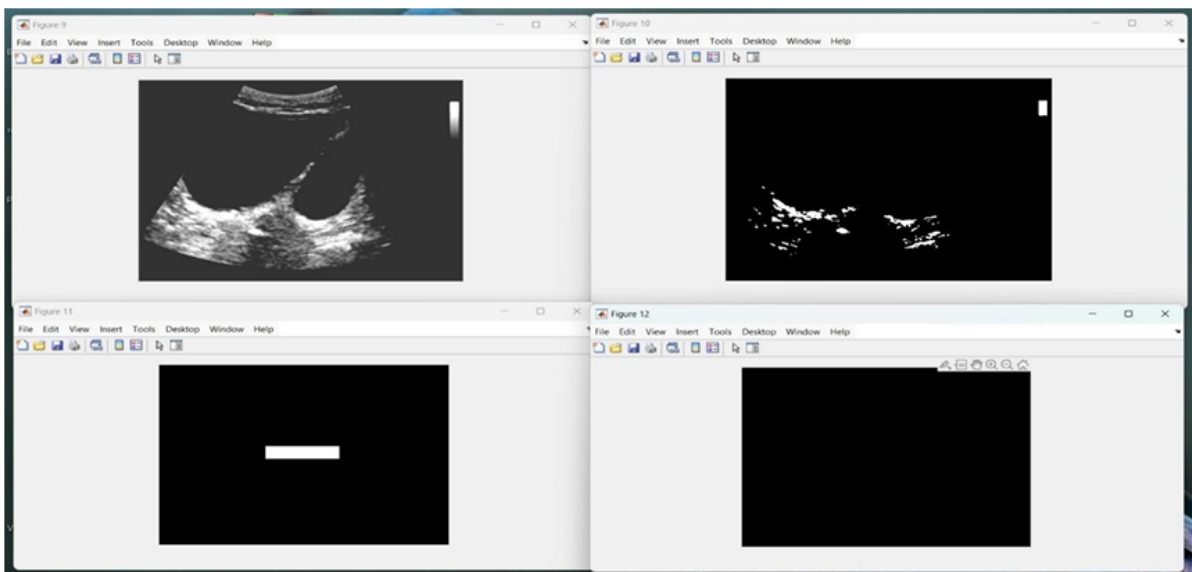 Figure 9
File Edit View Insert Tools Desktop Window Help
Figure 10
File Edit View Insert Tools Desktop Window Help
Figure 11
File Edit View Insert Tools Desktop Window Help
Figure 12
File Edit View Insert Tools Desktop Window Help